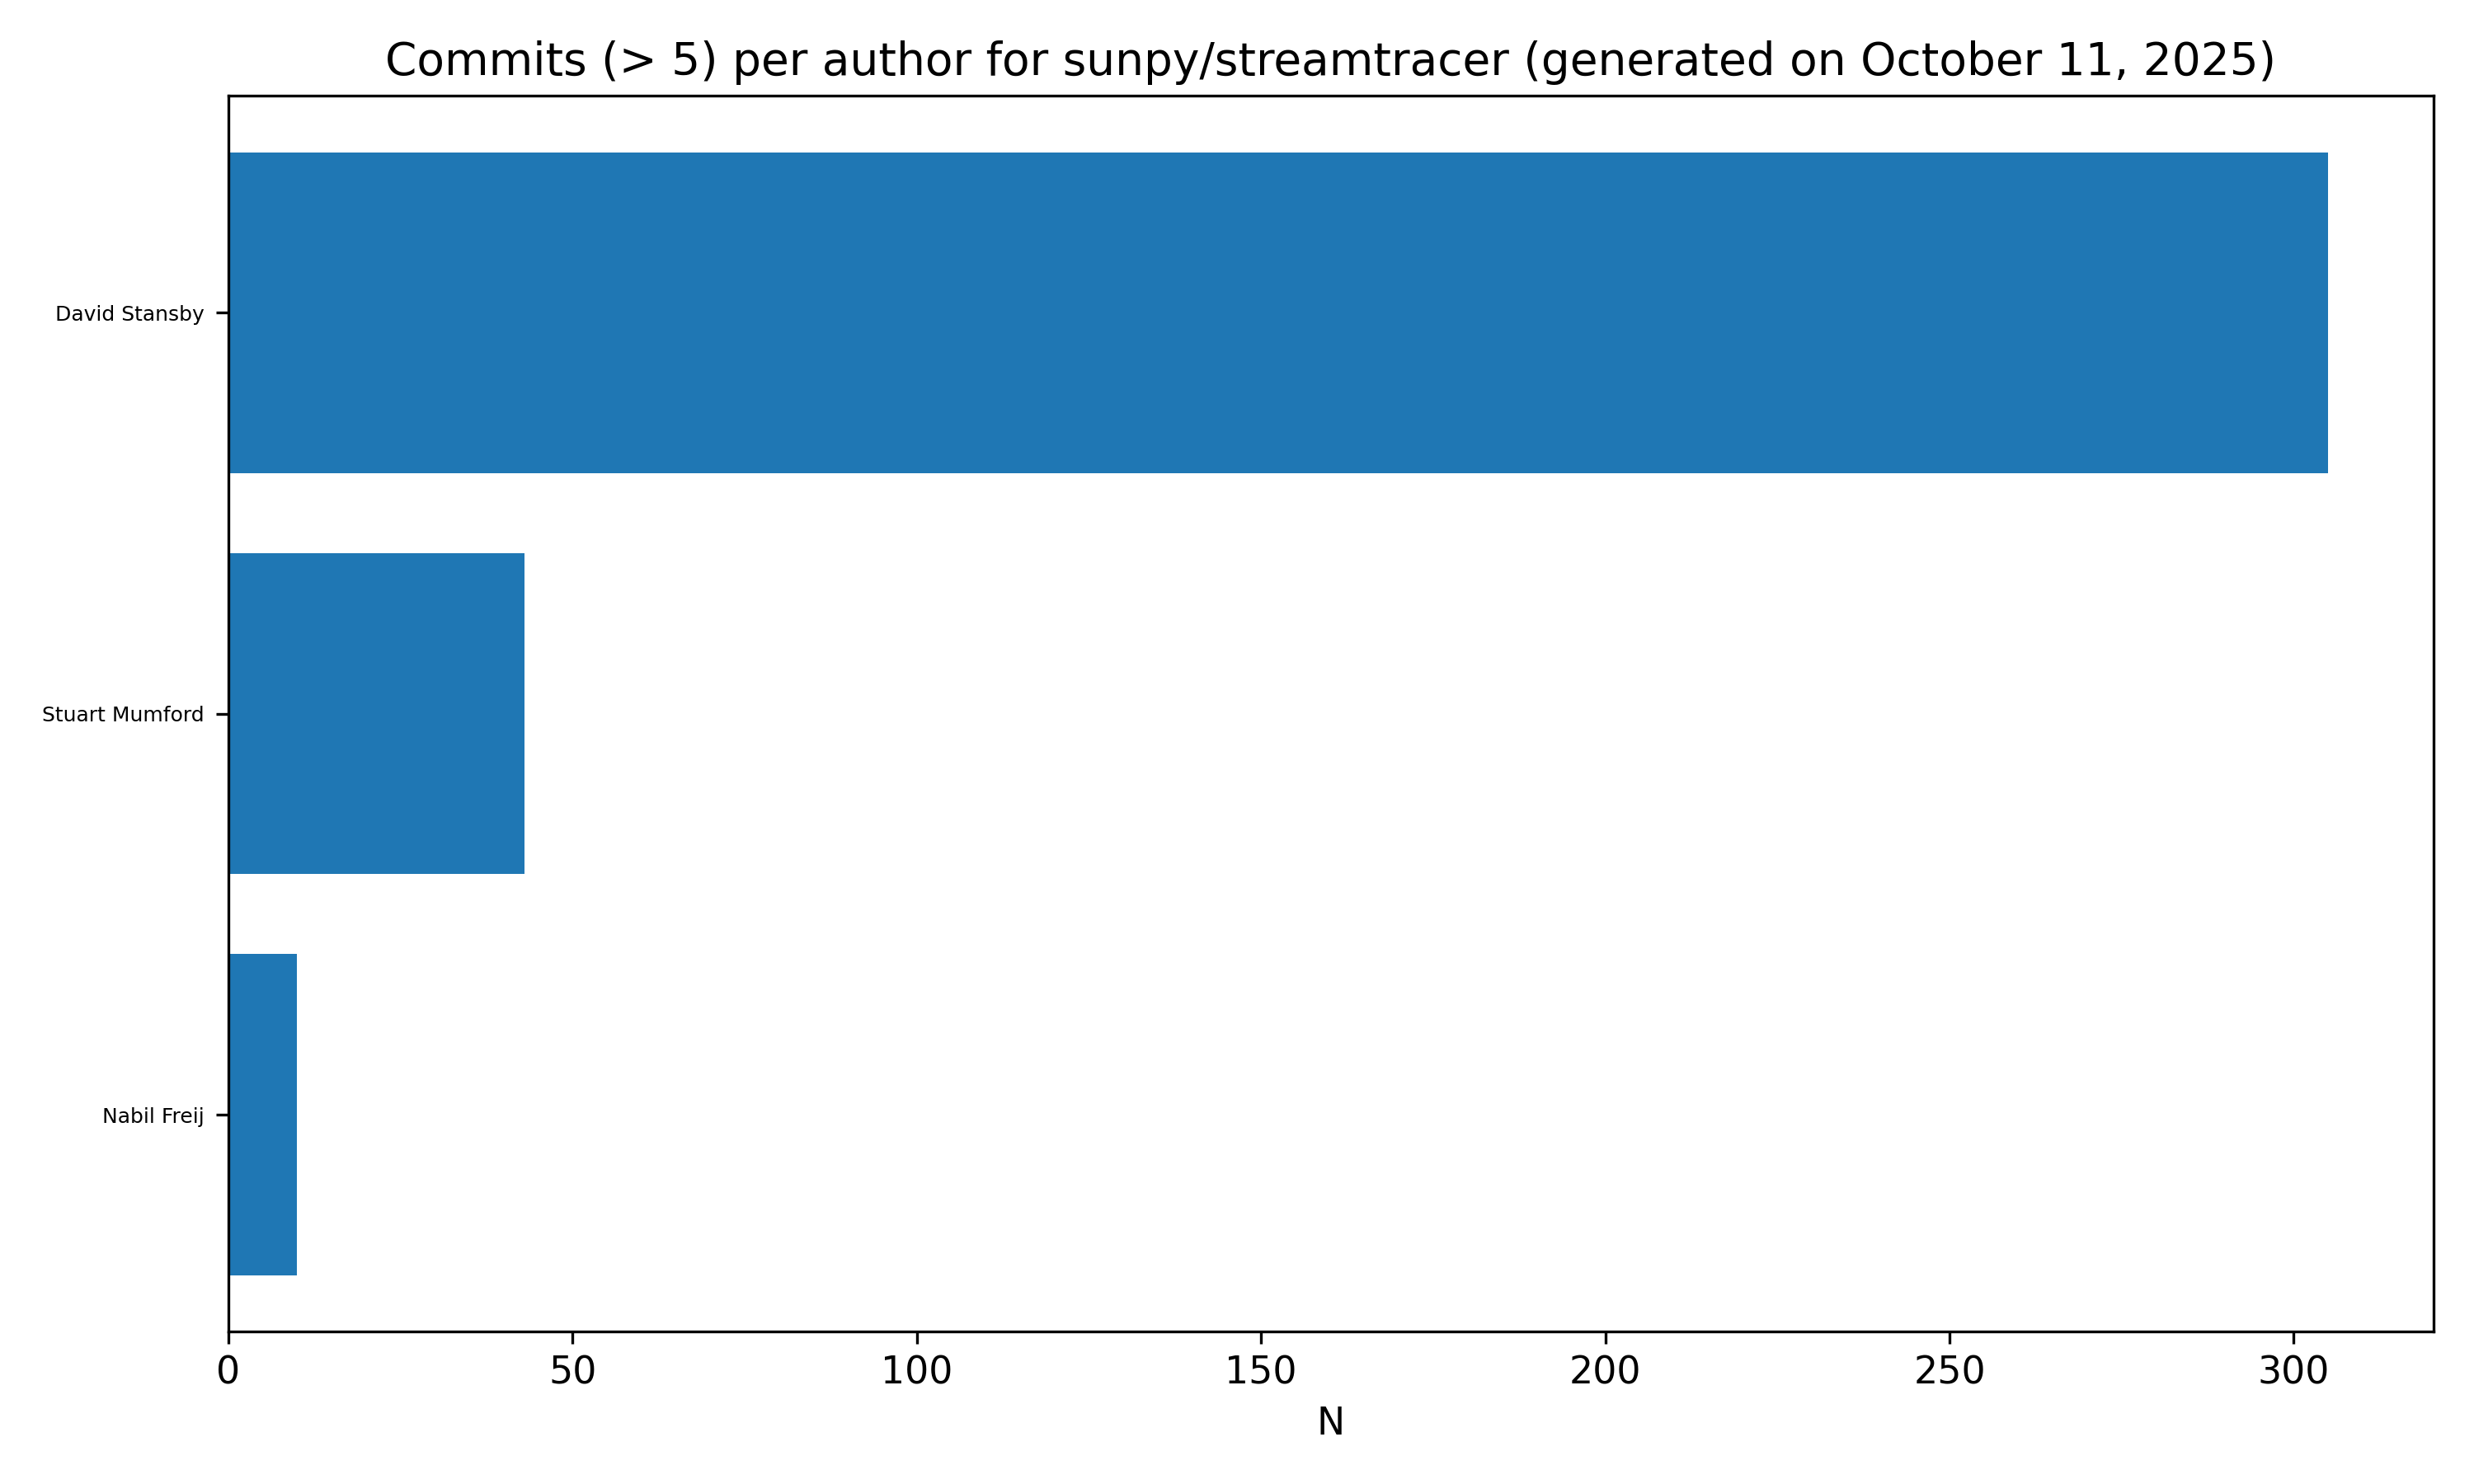 Commits (> 5) per author for sunpy/streamtracer (generated on October 11, 2025)
David Stansby
Stuart Mumford
Nabil Freij
0 50 100 150 200 250 300
N